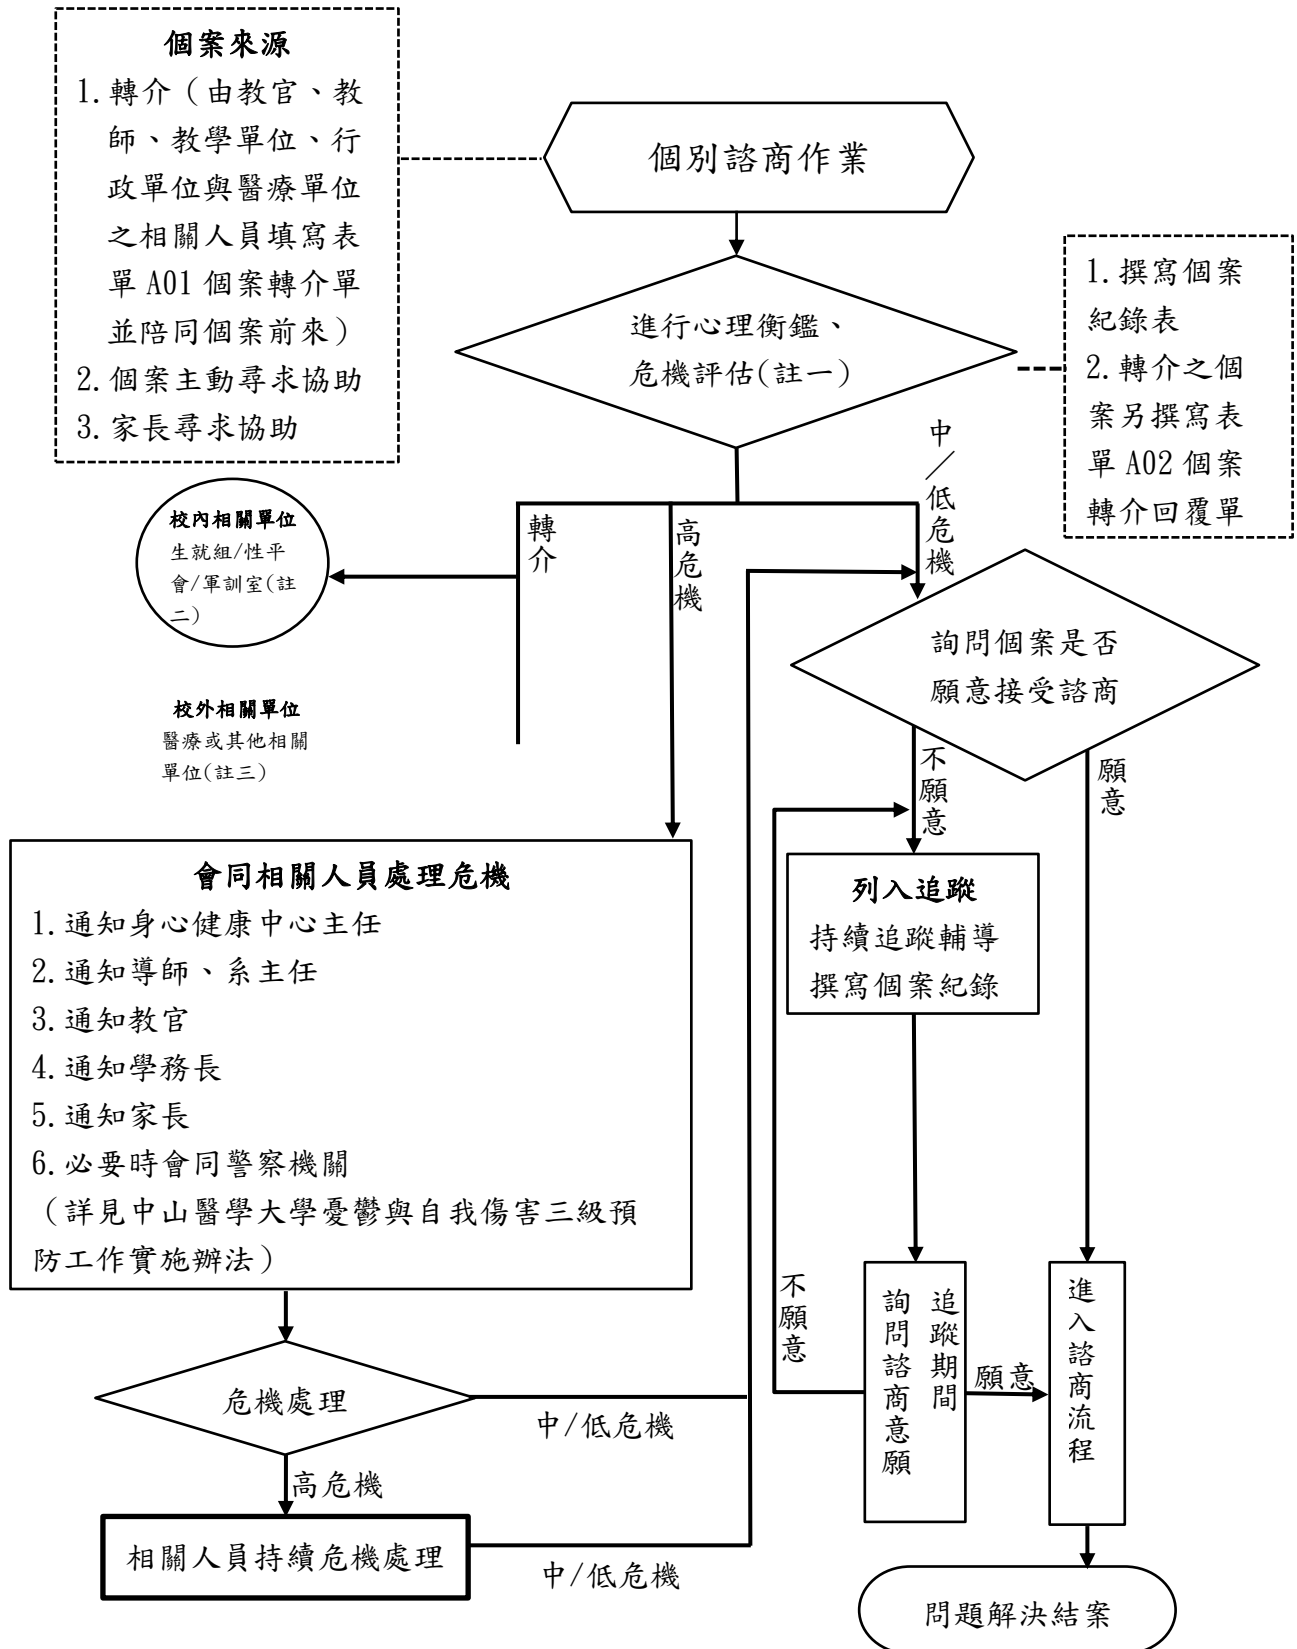 個案來源
1.轉介（由教官、教
師、教學單位、行
政單位與醫療單位
之相關人員填寫表
單 A01 個案轉介單
並陪同個案前來）
2.個案主動尋求協助
3.家長尋求協助
個別諮商作業
進行心理衡鑑、
危機評估(註一)
1.撰寫個案
紀錄表
2.轉介之個
案另撰寫表
單 A02 個案
轉介回覆單
轉介
高危機
中/低危機
校內相關單位
生就組/性平
會/軍訓室(註
二)
校外相關單位
醫療或其他相關
單位(註三)
詢問個案是否
願意接受諮商
不願意
願意
會同相關人員處理危機
1.通知身心健康中心主任
2.通知導師、系主任
3.通知教官
4.通知學務長
5.通知家長
6.必要時會同警察機關
（詳見中山醫學大學憂鬱與自我傷害三級預
防工作實施辦法）
列入追蹤
持續追蹤輔導
撰寫個案紀錄
不願意
追蹤期間
詢問諮商意願
願意
進入諮商流程
危機處理
中/低危機
高危機
相關人員持續危機處理
中/低危機
問題解決結案